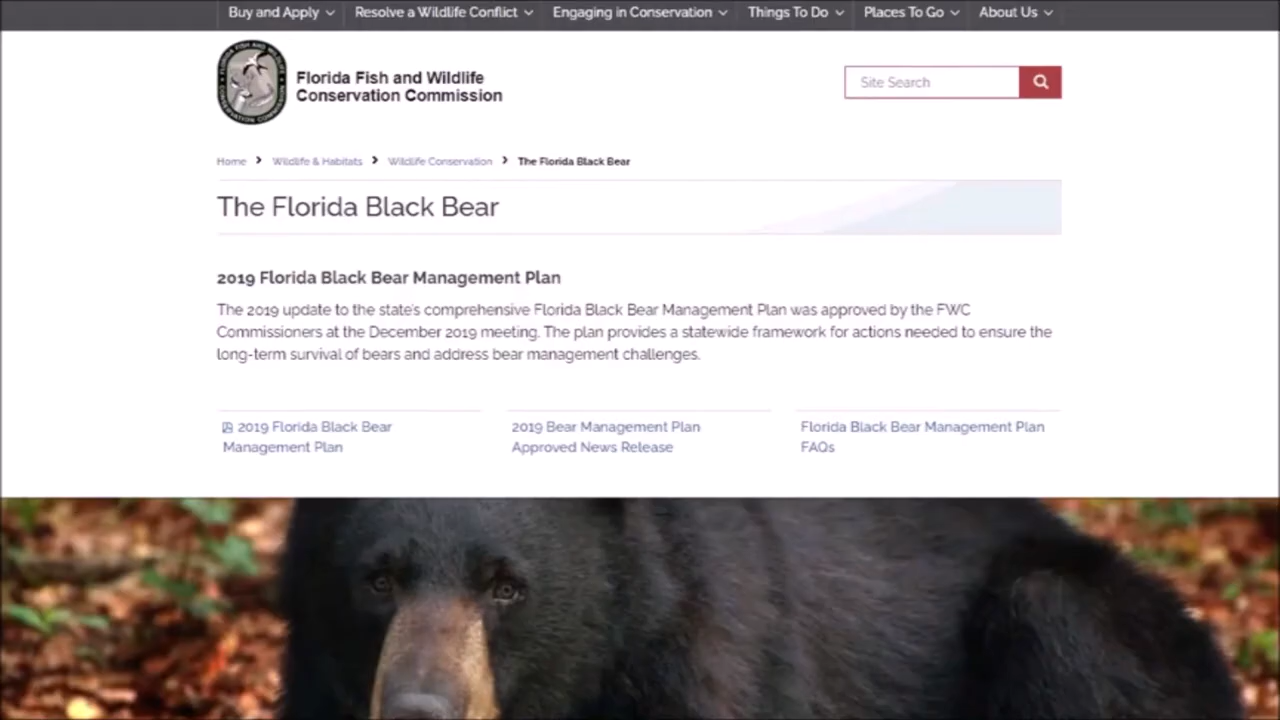 Buy and Apply Resolve a Wildlife Conflict Engaging in Conservation Things To Do Places To Go About Us
Florida Fish and Wildlife
Conservation Commission
Site Search
Home Wildlife & Habitats Wildlife Conservation The Florida Black Bear
The Florida Black Bear
2019 Florida Black Bear Management Plan
The 2019 update to the state's comprehensive Florida Black Bear Management Plan was approved by the FWC
Commissioners at the December 2019 meeting. The plan provides a statewide framework for actions needed to ensure the
long-term survival of bears and address bear management challenges.
2019 Florida Black Bear
Management Plan
2019 Bear Management Plan
Approved News Release
Florida Black Bear Management Plan
FAQs